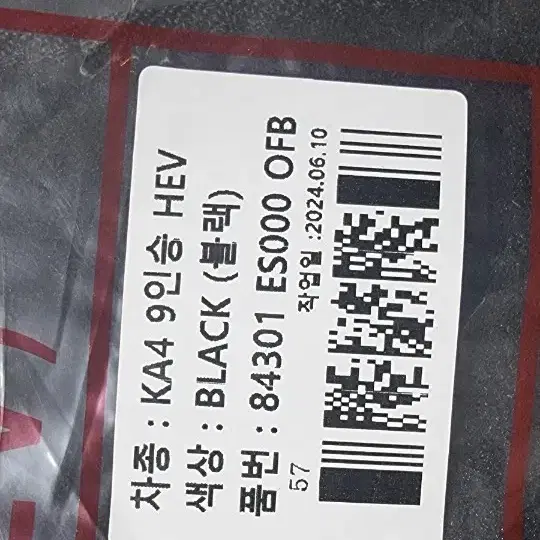 차종 : KA4 9인승 HEV
색상 : BLACK (블랙)
품번 : 84301 ES000 OFB
57
작업일 :2024.06.10